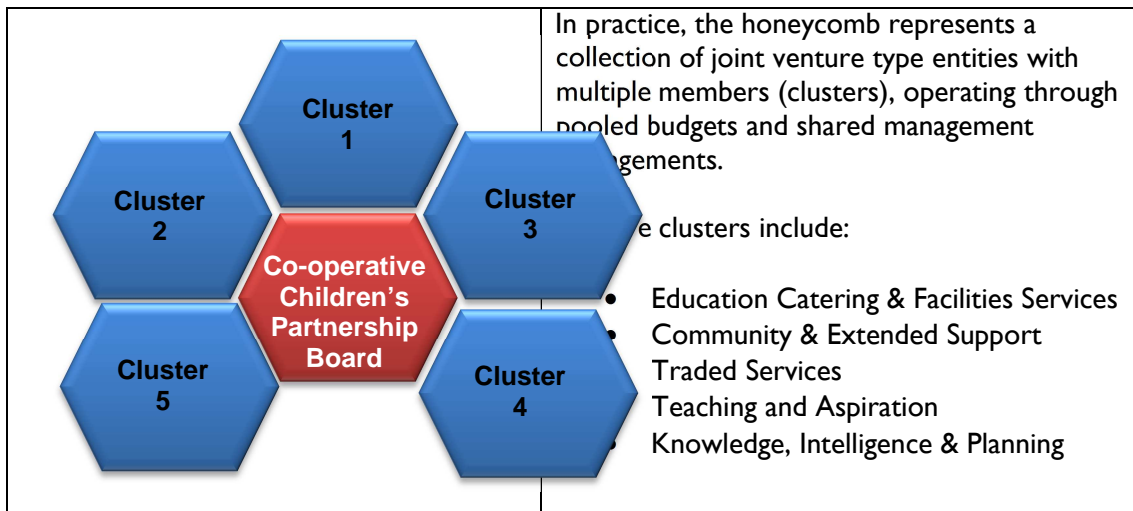 Cluster
1
Cluster
2
Cluster
3
Co-operative
Children’s
Partnership
Board
Cluster
5
Cluster
4
In practice, the honeycomb represents a
collection of joint venture type entities with
multiple members (clusters), operating through
pooled budgets and shared management
clusters include:
• Education Catering & Facilities Services
• Community & Extended Support
Traded Services
Teaching and Aspiration
• Knowledge, Intelligence & Planning